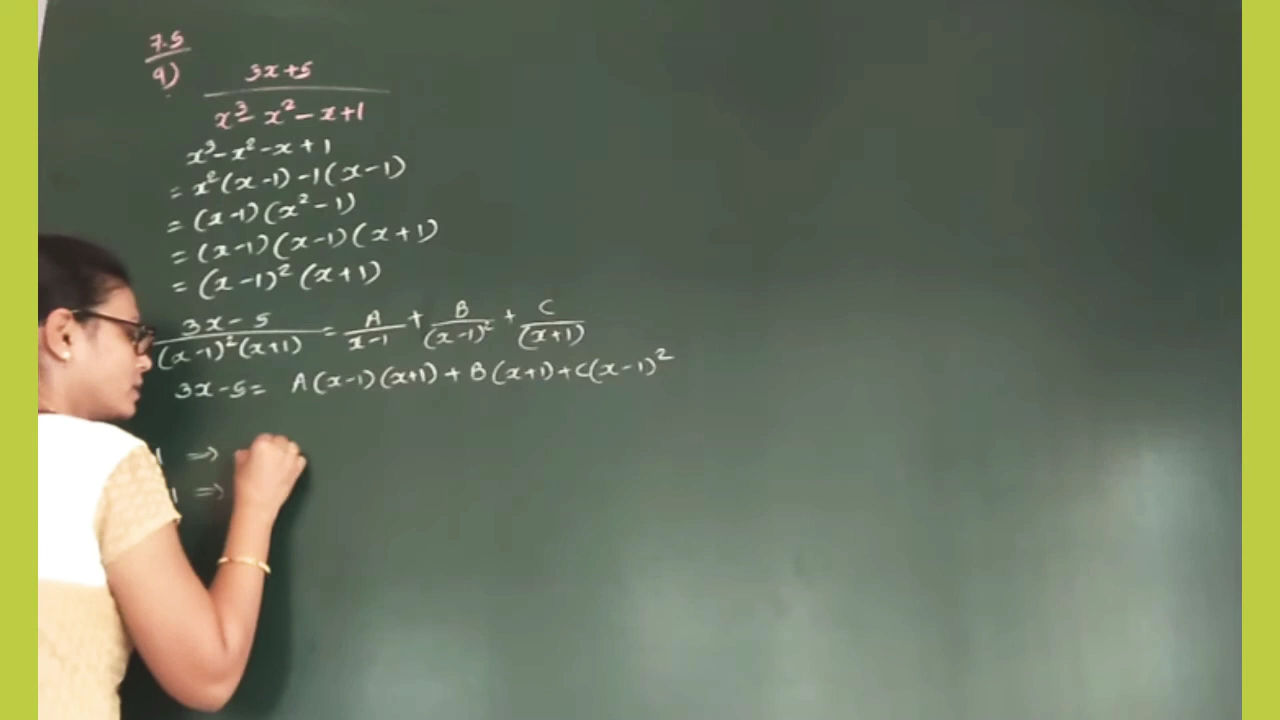 7.5
9)
3x+5
x³-x²-x+1
x³-x²-x+1
= x²(x-1)-1(x-1)
= (x-1)(x²-1)
= (x-1)(x-1)(x+1)
= (x-1)²(x+1)
3x-5/(x-1)²(x+1) = A/x-1 + B/(x-1)² + C/(x+1)
3x-5= A(x-1)(x+1) + B(x+1)+C(x-1)²
1 ⇒
1 ⇒